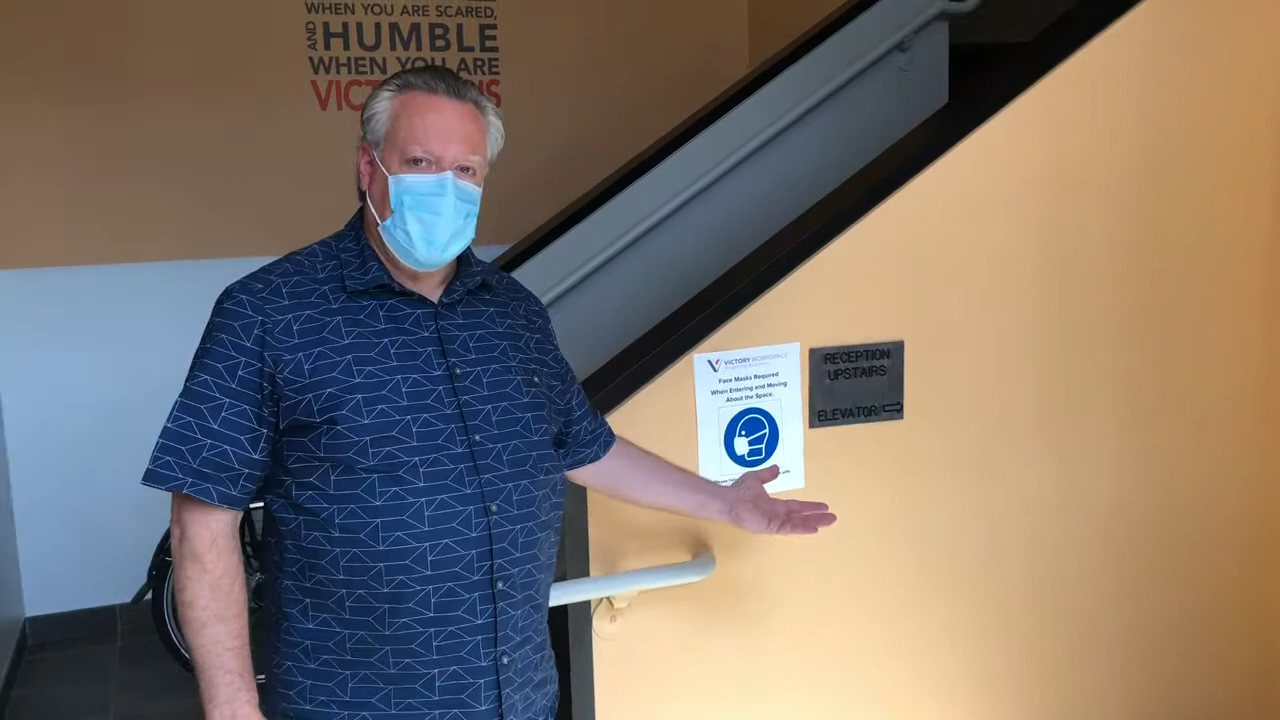 WHEN YOU ARE SCARED,
AND HUMBLE
WHEN YOU ARE
VICTORIOUS
VICTORY WORKSPACE
Face Masks Required
When Entering and Moving
About the Space.
Please
RECEPTION
UPSTAIRS
ELEVATOR